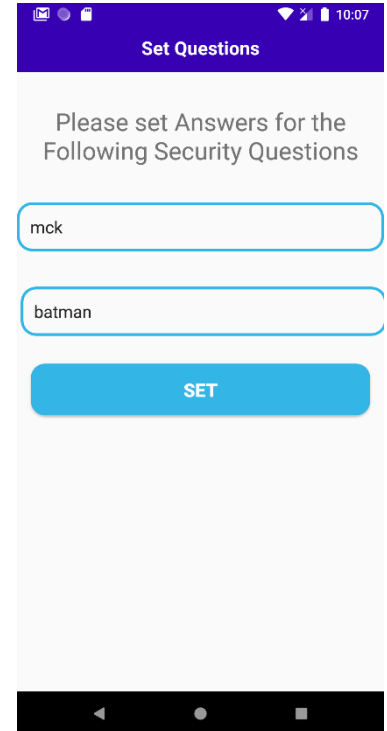 10:07
Set Questions
Please set Answers for the
Following Security Questions
mck
batman
SET